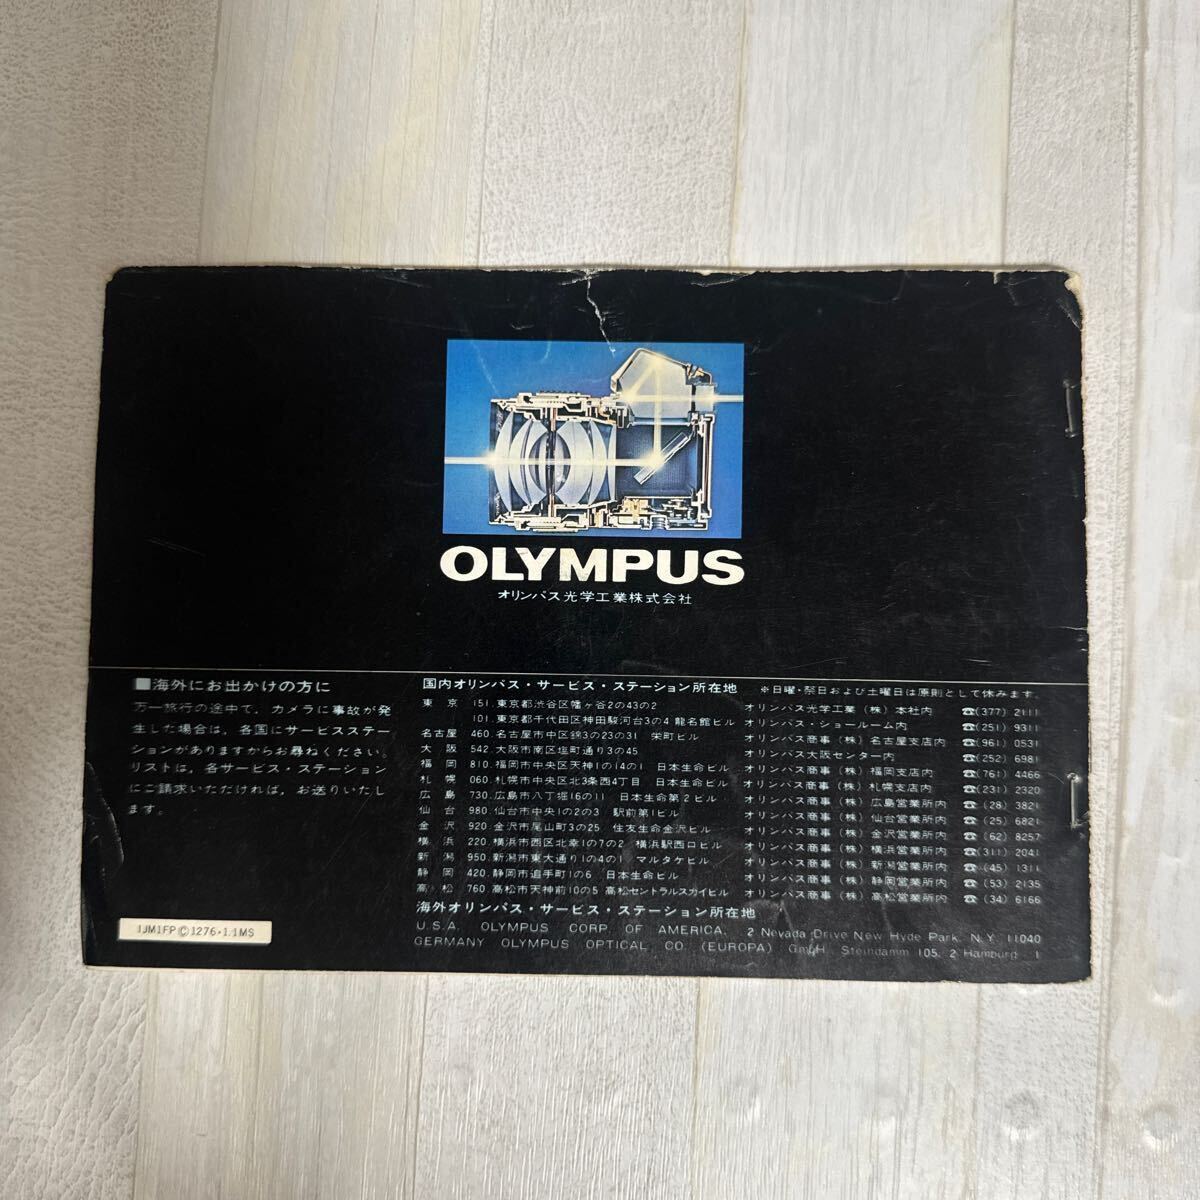 OLYMPUS
オリンパス光学工業株式会社
■海外にお出かけの方に
万一旅行の途中で、カメラに事故が発
生した場合は、各国にサービスステー
ションがありますからお尋ねください。
リストは、各サービス・ステーション
にご請求いただければ、お送りいたし
ます。
1JM1FP©1276・1.1MS
国内オリンパス・サービス・ステーション所在地 ※日曜・祭日および土曜日は原則として休みます。
東京 151.東京都渋谷区幡ヶ谷2の43の2 オリンパス光学工業（株）本社内 ☎(377) 2111
101.東京都千代田区神田駿河台3の4 龍名館ビル オリンパス・ショールーム内 ☎(251) 9311
名古屋 460.名古屋市中区錦3の23の31 栄町ビル オリンパス商事（株）名古屋支店内 ☎(961) 0531
大阪 542.大阪市南区塩町通り3の45 オリンパス大阪センター内 ☎(252) 6981
福岡 810.福岡市中央区天神1の14の1 日本生命ビル オリンパス商事（株）福岡支店内 ☎(761) 4466
札幌 060.札幌市中央区北3条西4丁目 日本生命ビル オリンパス商事（株）札幌支店内 ☎(231) 2320
広島 730.広島市八丁堀16の11 日本生命第2ビル オリンパス商事（株）広島営業所内 ☎(28) 3821
仙台 980.仙台市中央1の2の3 駅前第1ビル オリンパス商事（株）仙台営業所内 ☎(25) 6821
金沢 920.金沢市尾山町3の25 住友生命金沢ビル オリンパス商事（株）金沢営業所内 ☎(62) 8257
横浜 220.横浜市西区北幸1の7の2 横浜駅西口ビル オリンパス商事（株）横浜営業所内 ☎(311) 2041
新潟 950.新潟市東大通り1の4の1 マルタケビル オリンパス商事（株）新潟営業所内 ☎(45) 1311
静岡 420.静岡市追手町1の6 日本生命ビル オリンパス商事（株）静岡営業所内 ☎(53) 2135
高松 760.高松市天神前10の5 高松セントラルスカイビル オリンパス商事（株）高松営業所内 ☎(34) 6166
海外オリンパス・サービス・ステーション所在地
U.S.A. OLYMPUS CORP. OF AMERICA. 2 Nevada Drive New Hyde Park, N.Y. 11040
GERMANY OLYMPUS OPTICAL CO. (EUROPA) GmbH. Steindamm 105, 2 Hamburg 1